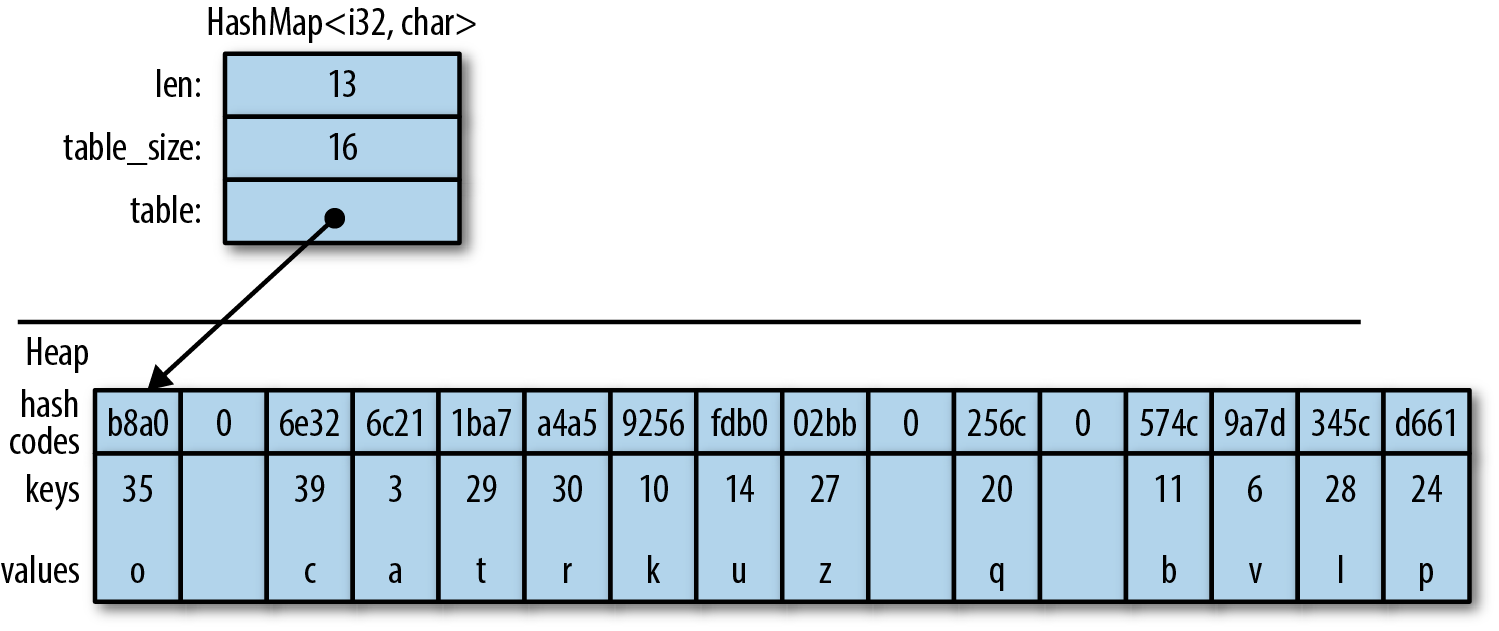 HashMap<i32, char>
len: 13
table_size: 16
table:
Heap
hash codes b8a0 0 6e32 6c21 1ba7 a4a5 9256 fdb0 02bb 0 256c 0 574c 9a7d 345c d661
keys 35 39 3 29 30 10 14 27 20 11 6 28 24
values o c a t r k u z q b v l p